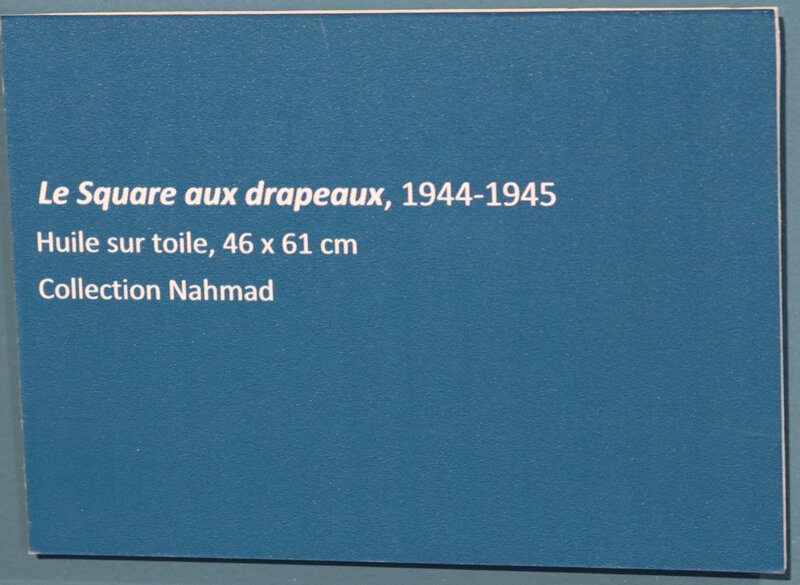 Le Square aux drapeaux, 1944-1945
Huile sur toile, 46 x 61 cm
Collection Nahmad